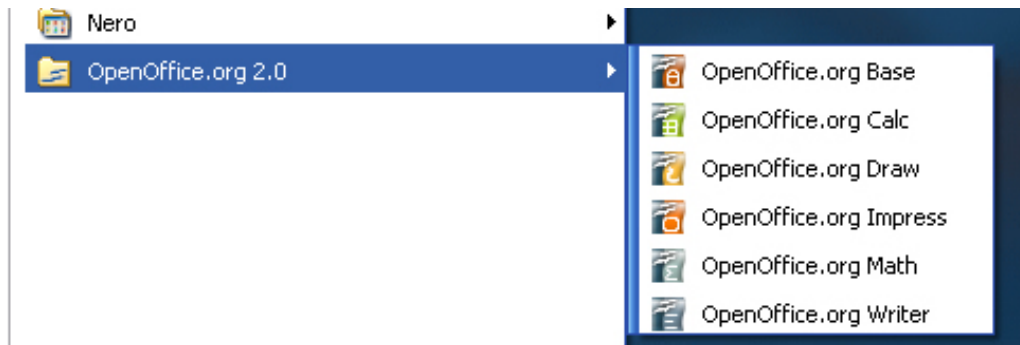 Nero
OpenOffice.org 2.0
OpenOffice.org Base
OpenOffice.org Calc
OpenOffice.org Draw
OpenOffice.org Impress
OpenOffice.org Math
OpenOffice.org Writer